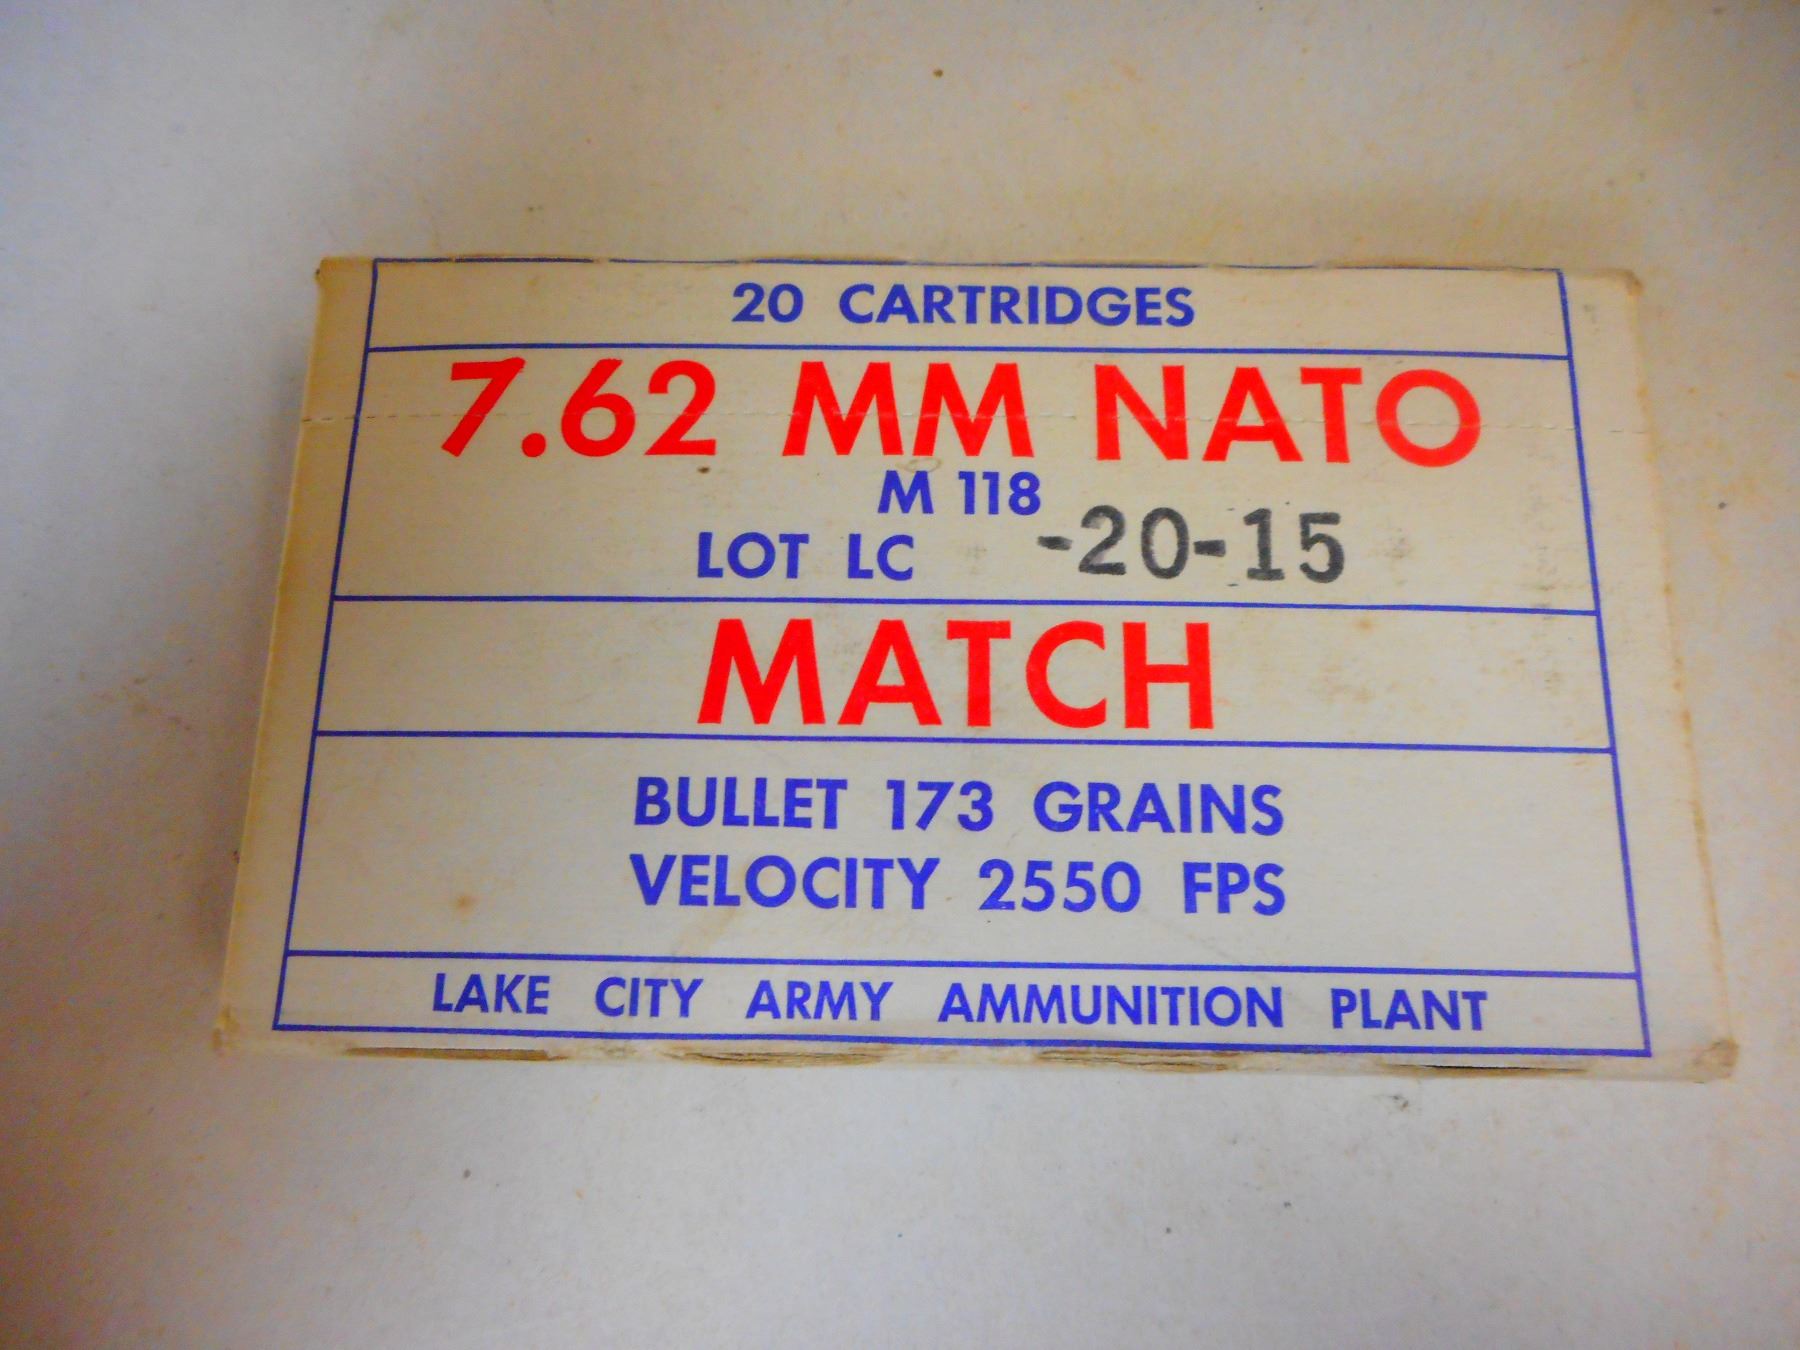 20 CARTRIDGES
7.62 MM NATO
M 118
LOT LC -20-15
MATCH
BULLET 173 GRAINS
VELOCITY 2550 FPS
LAKE CITY ARMY AMMUNITION PLANT